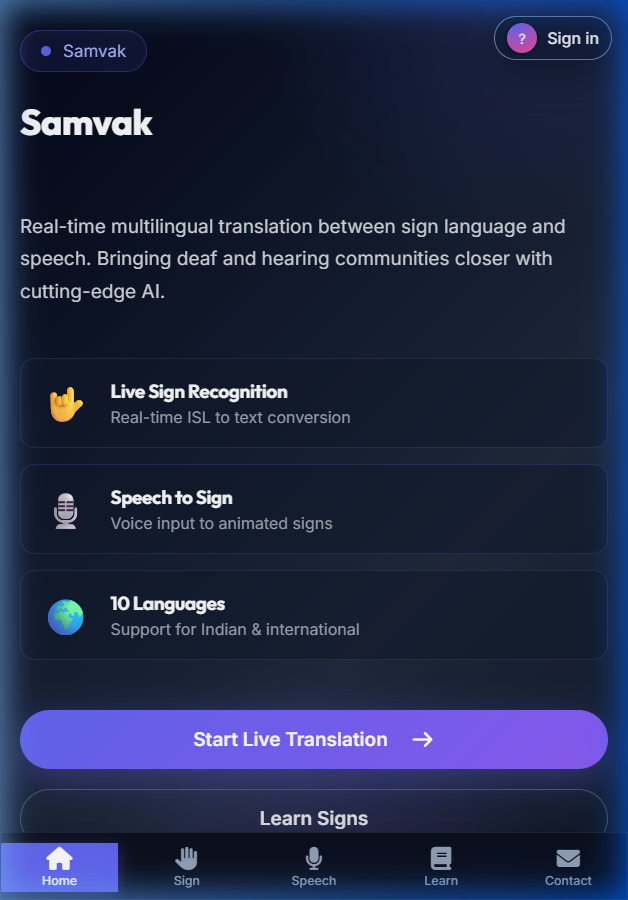 Samvak
? Sign in
Samvak
Real-time multilingual translation between sign language and
speech. Bringing deaf and hearing communities closer with
cutting-edge AI.
Live Sign Recognition
Real-time ISL to text conversion
Speech to Sign
Voice input to animated signs
10 Languages
Support for Indian & international
Start Live Translation →
Learn Signs
Home Sign Speech Learn Contact